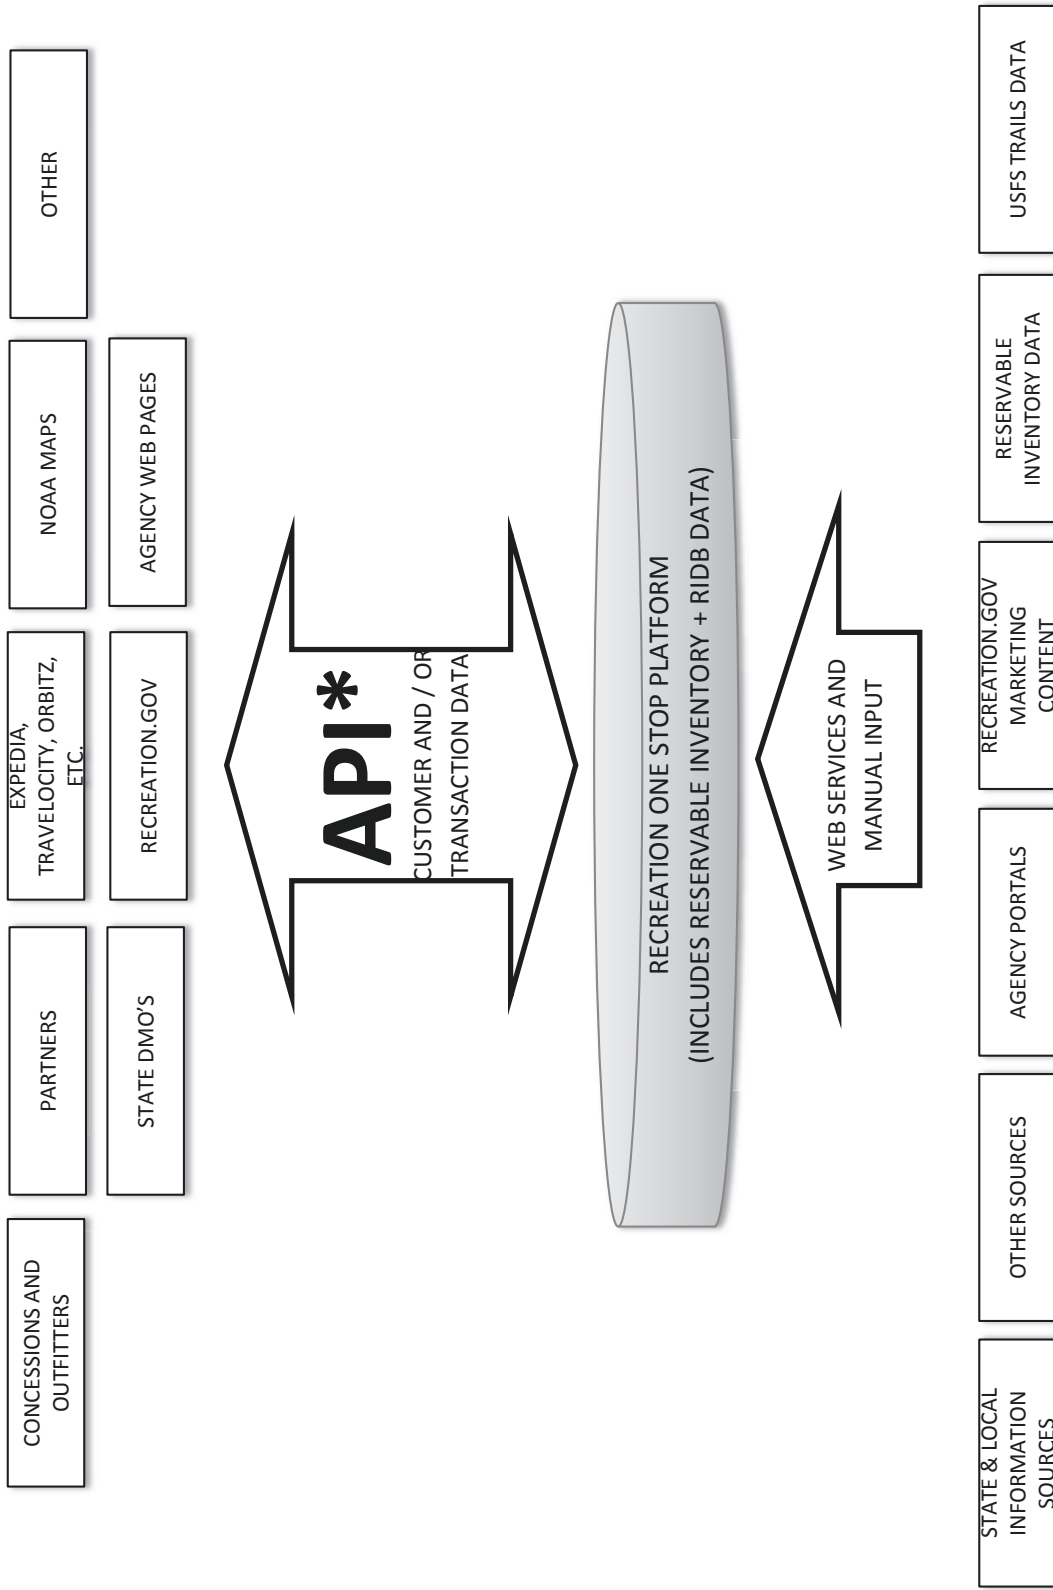 CONCESSIONS AND
OUTFITTERS
PARTNERS
EXPEDIA,
TRAVELOCITY, ORBITZ,
ETC.
NOAA MAPS
OTHER
STATE DMO'S
RECREATION.GOV
AGENCY WEB PAGES
API*
CUSTOMER AND / OR
TRANSACTION DATA
RECREATION ONE STOP PLATFORM
(INCLUDES RESERVABLE INVENTORY + RIDB DATA)
WEB SERVICES AND
MANUAL INPUT
STATE & LOCAL
INFORMATION
SOURCES
OTHER SOURCES
AGENCY PORTALS
RECREATION.GOV
MARKETING
CONTENT
RESERVABLE
INVENTORY DATA
USFS TRAILS DATA